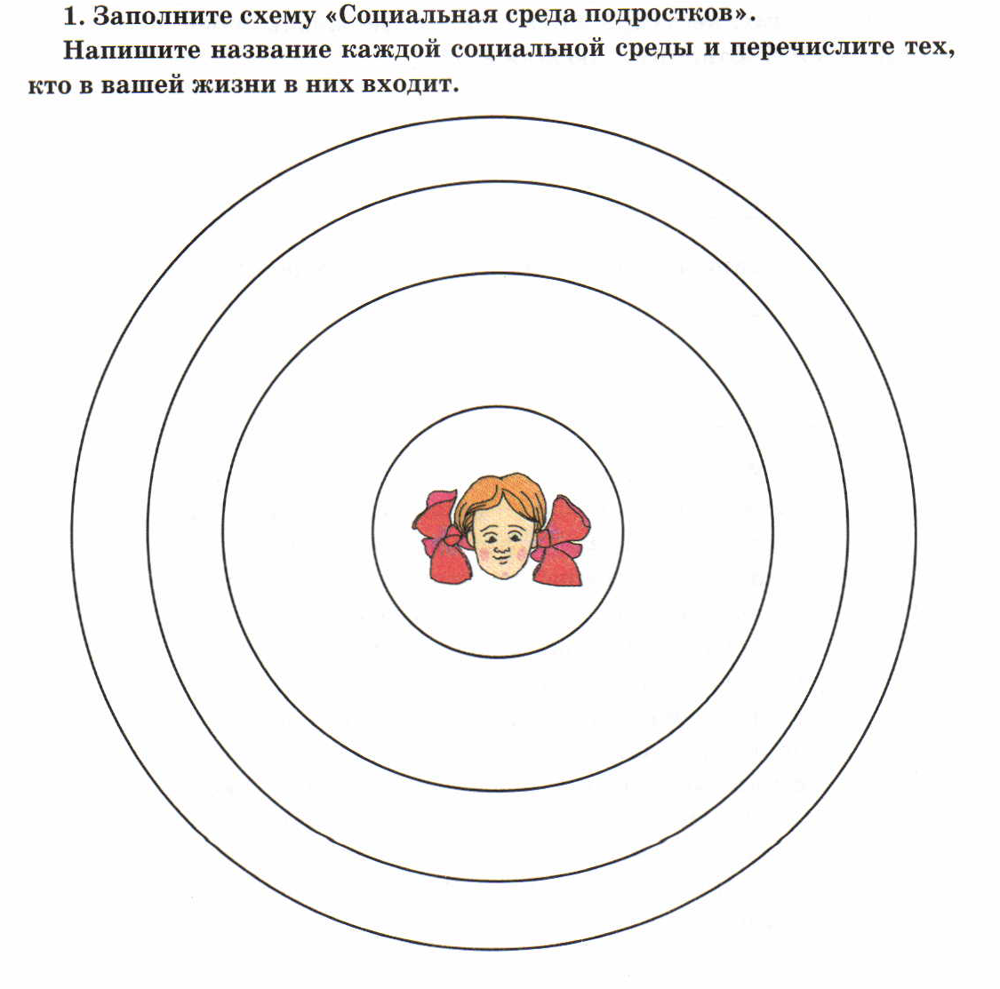 1. Заполните схему «Социальная среда подростков».
Напишите название каждой социальной среды и перечислите тех,
кто в вашей жизни в них входит.